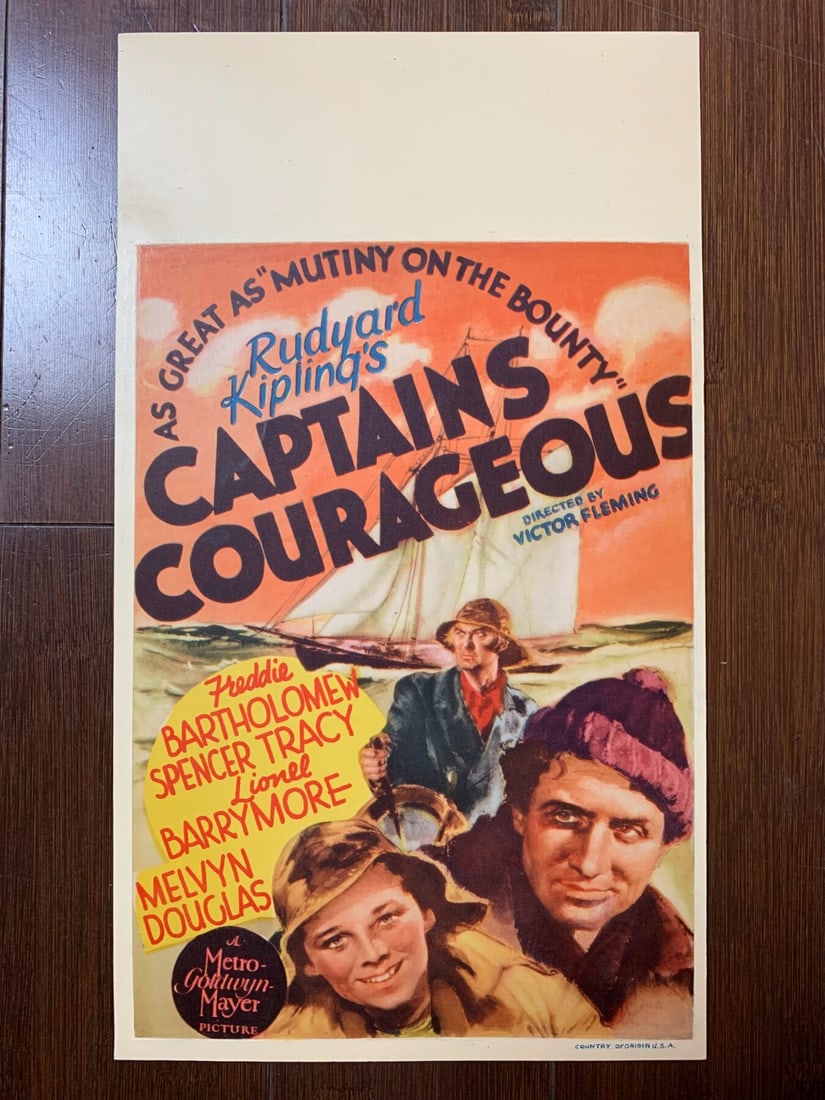 AS GREAT AS "MUTINY ON THE BOUNTY"
Rudyard
Kipling's
CAPTAINS
COURAGEOUS
DIRECTED BY
VICTOR FLEMING
Freddie
BARTHOLOMEW
SPENCER TRACY
Lionel
BARRYMORE
MELVYN
DOUGLAS
A
Metro-
Goldwyn-
Mayer
PICTURE
COUNTRY OF ORIGIN U.S.A.